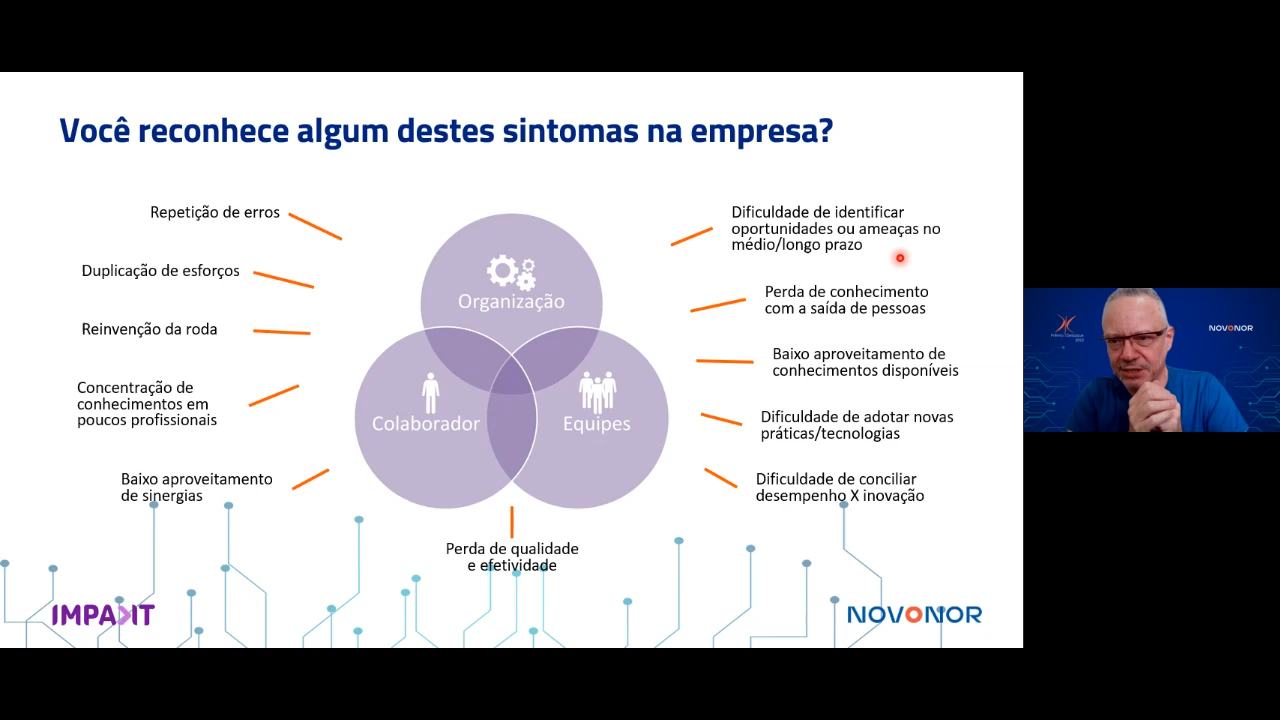 Você reconhece algum destes sintomas na empresa?
Repetição de erros
Duplicação de esforços
Reinvenção da roda
Concentração de
conhecimentos em
poucos profissionais
Baixo aproveitamento
de sinergias
Organização
Colaborador
Equipes
Perda de qualidade
e efetividade
Dificuldade de identificar
oportunidades ou ameaças no
médio/longo prazo
Perda de conhecimento
com a saída de pessoas
Baixo aproveitamento de
conhecimentos disponíveis
Dificuldade de adotar novas
práticas/tecnologias
Dificuldade de conciliar
desempenho X inovação
IMPAXIT
NOVONOR
Prêmio Destaque
NOVONOR